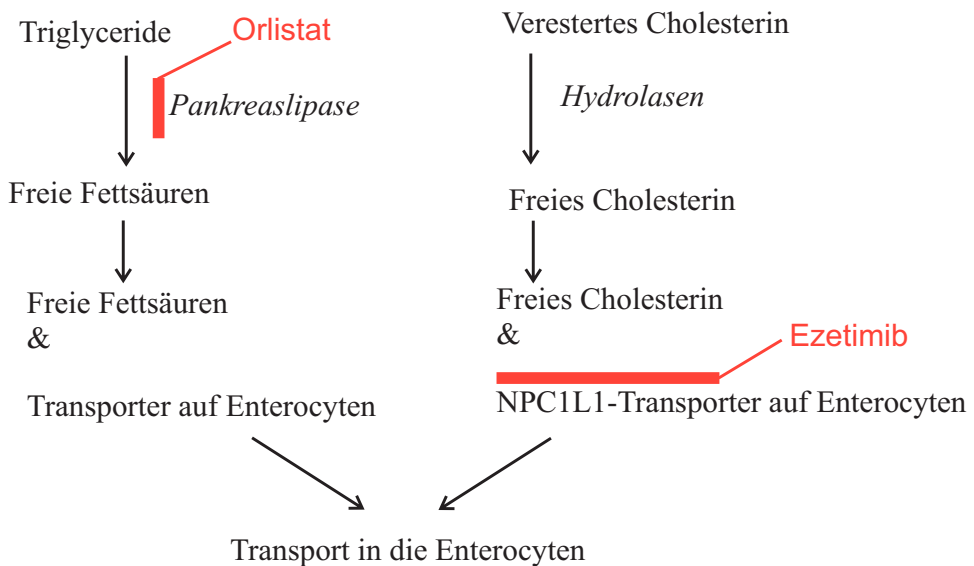 Triglyceride
Orlistat
Pankreaslipase
Freie Fettsäuren
Freie Fettsäuren
&
Transporter auf Enterocyten
Verestertes Cholesterin
Hydrolasen
Freies Cholesterin
Freies Cholesterin
&
Ezetimib
NPC1L1-Transporter auf Enterocyten
Transport in die Enterocyten